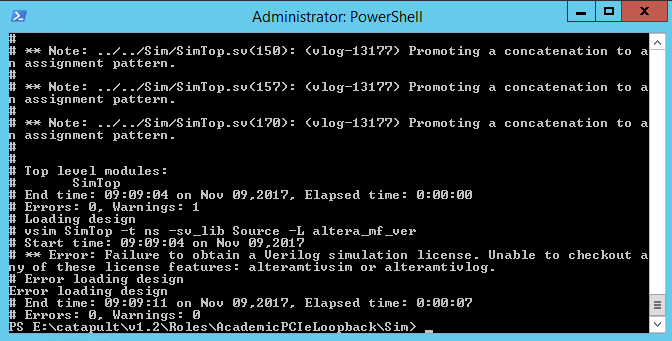 Administrator: PowerShell
#
# ** Note: ../../Sim/SimTop.sv(150): (vlog-13177) Promoting a concatenation to a
n assignment pattern.
#
# ** Note: ../../Sim/SimTop.sv(157): (vlog-13177) Promoting a concatenation to a
n assignment pattern.
#
# ** Note: ../../Sim/SimTop.sv(170): (vlog-13177) Promoting a concatenation to a
n assignment pattern.
#
#
# Top level modules:
#       SimTop
# End time: 09:09:04 on Nov 09,2017, Elapsed time: 0:00:00
# Errors: 0, Warnings: 1
# Loading design
# vsim SimTop -t ns -sv_lib Source -L altera_mf_ver
# Start time: 09:09:04 on Nov 09,2017
# ** Error: Failure to obtain a Verilog simulation license. Unable to checkout a
ny of these license features: alteramtivsim or alteramtivlog.
# Error loading design
Error loading design
# End time: 09:09:11 on Nov 09,2017, Elapsed time: 0:00:07
# Errors: 0, Warnings: 0
PS E:\catapult\v1.2\Roles\AcademicPCIeLoopback\Sim> _